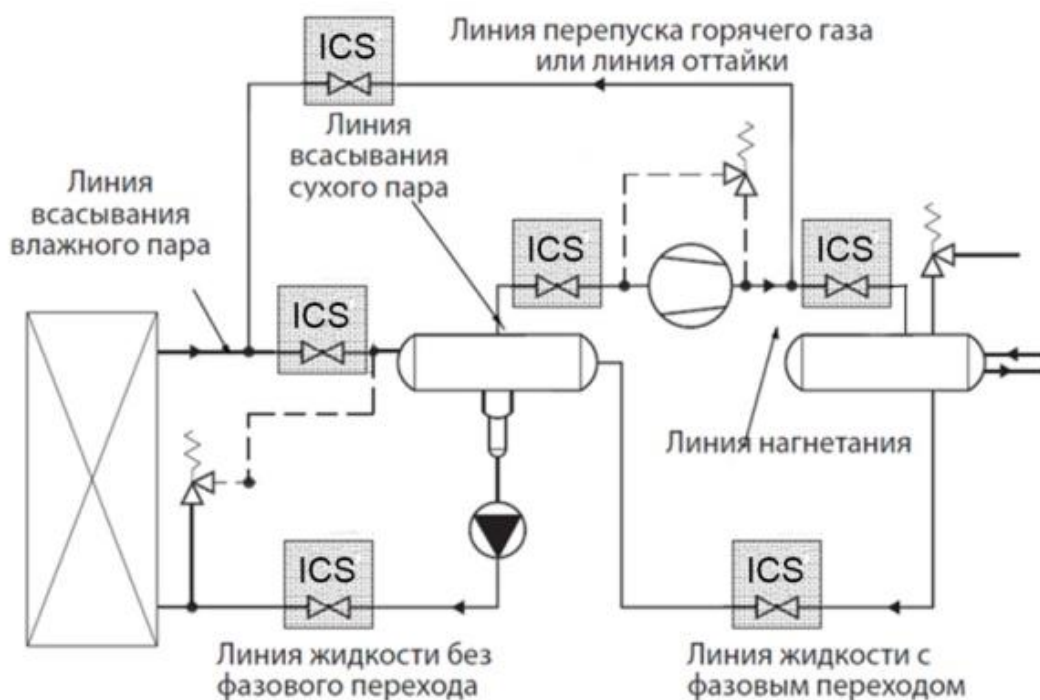 ICS
Линия перепуска горячего газа
или линия оттайки
Линия
всасывания
сухого пара
Линия
всасывания
влажного пара
ICS
ICS
ICS
Линия нагнетания
ICS
ICS
Линия жидкости без
фазового перехода
Линия жидкости с
фазовым переходом